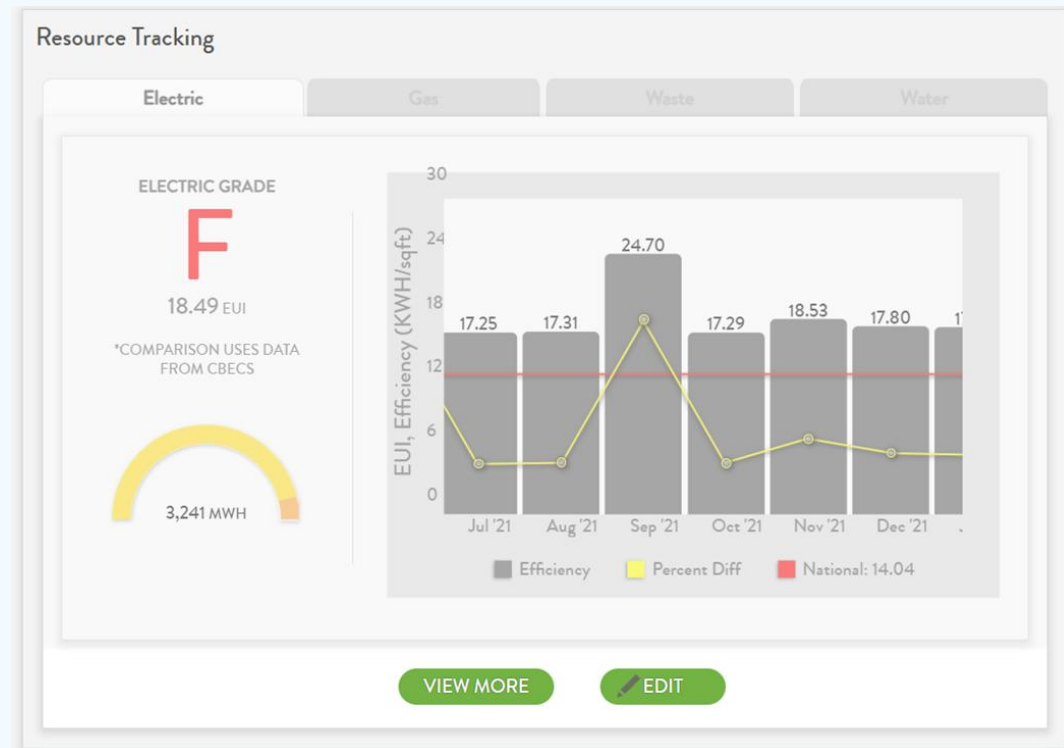 Resource Tracking
Electric
Gas
Waste
Water
ELECTRIC GRADE
F
18.49 EUI
*COMPARISON USES DATA
FROM CBECS
3,241 MWH
EUI, Efficiency (KWH/sqft)
30
24
18
12
6
0
17.25
17.31
24.70
17.29
18.53
17.80
Jul '21
Aug '21
Sep '21
Oct '21
Nov '21
Dec '21
Efficiency
Percent Diff
National: 14.04
VIEW MORE
EDIT